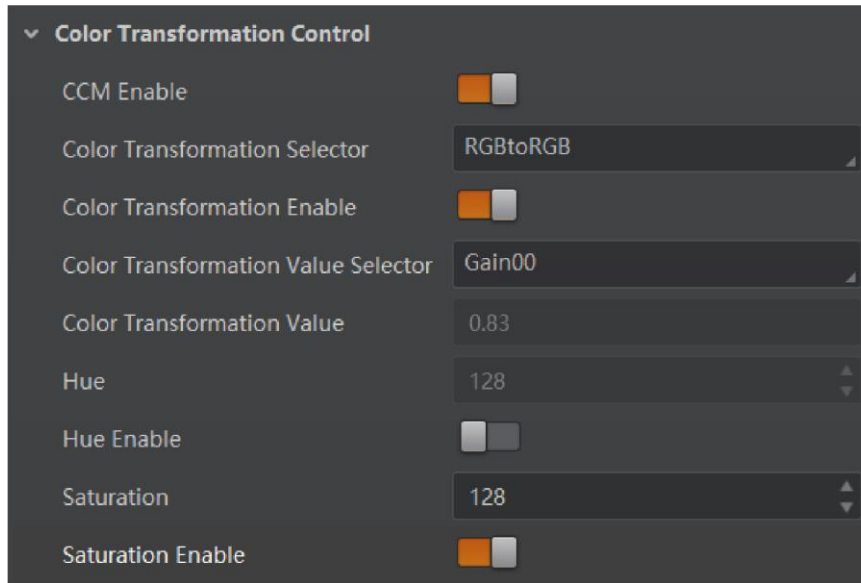 Color Transformation Control
CCM Enable
Color Transformation Selector RGBtoRGB
Color Transformation Enable
Color Transformation Value Selector Gain00
Color Transformation Value 0.83
Hue 128
Hue Enable
Saturation 128
Saturation Enable